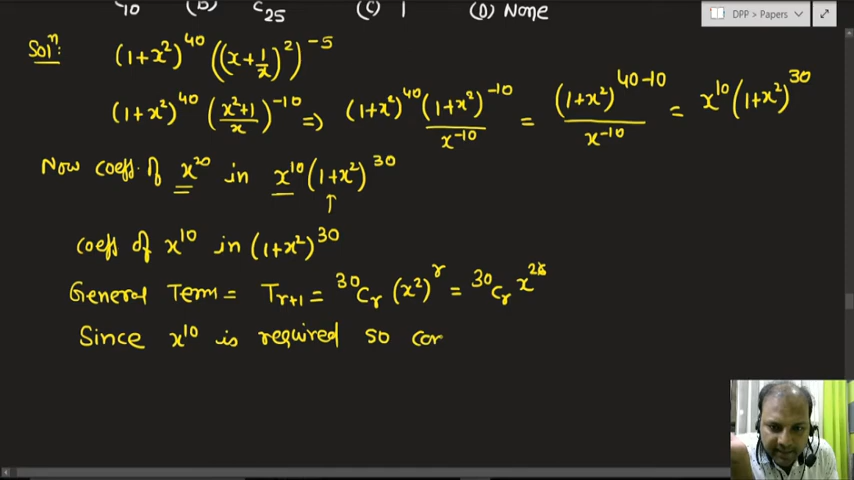 DPP > Papers
10 (B) C₂₅ (C) 1 (D) None
Solⁿ: (1+x²)⁴⁰ ((x+1/x)²)⁻⁵
(1+x²)⁴⁰ ((x²+1)/x)⁻¹⁰ => (1+x²)⁴⁰ (1+x²)⁻¹⁰/x⁻¹⁰ = (1+x²)⁴⁰⁻¹⁰/x⁻¹⁰ = x¹⁰(1+x²)³⁰
Now coeff. of x²⁰ in x¹⁰(1+x²)³⁰
↑
coeff of x¹⁰ in (1+x²)³⁰
General Term = Tᵣ₊₁ = ³⁰Cᵣ (x²)ʳ = ³⁰Cᵣ x²ʳ
Since x¹⁰ is required so cor